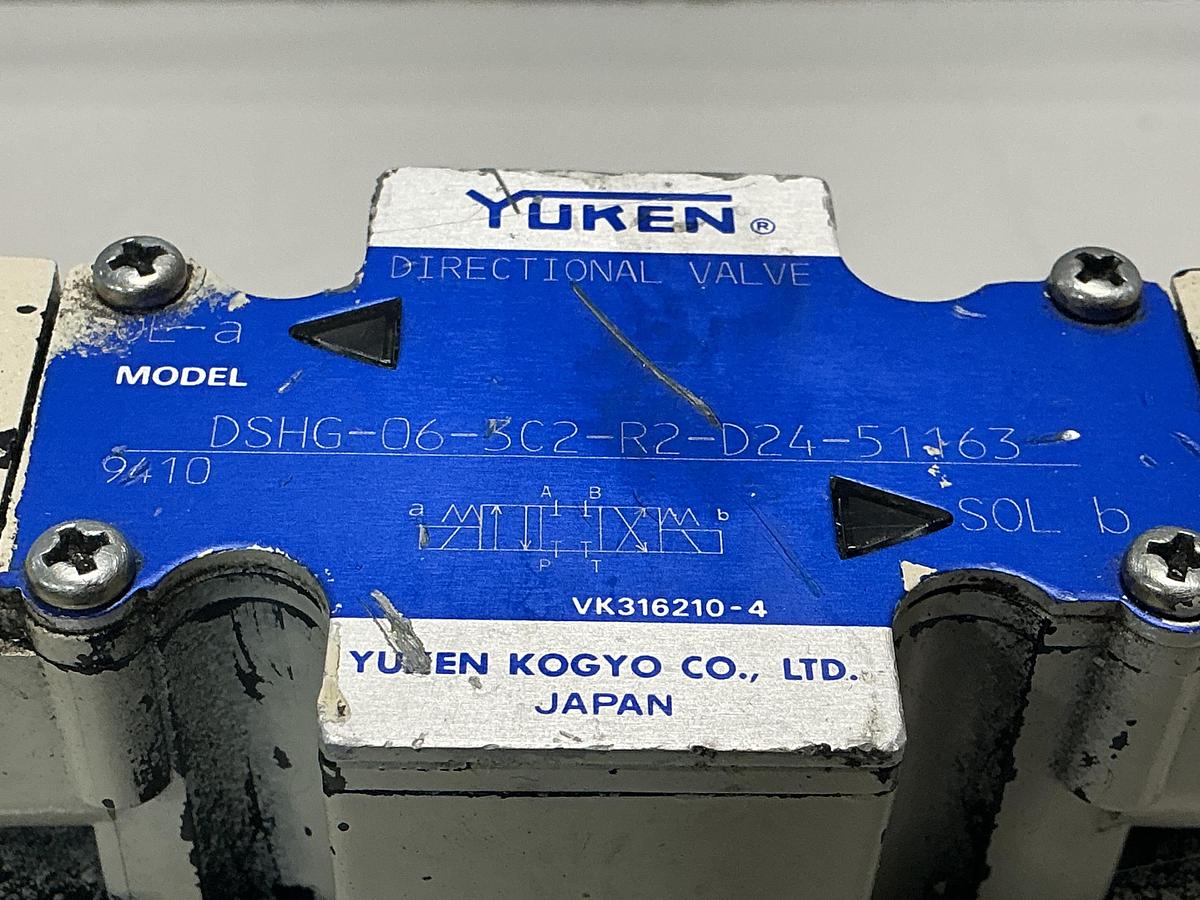 YUKEN®
DIRECTIONAL VALVE
MODEL
DSHG-06-3C2-R2-D24-51163
9410
A B
a b
P T
SOL b
VK316210-4
YUKEN KOGYO CO., LTD.
JAPAN